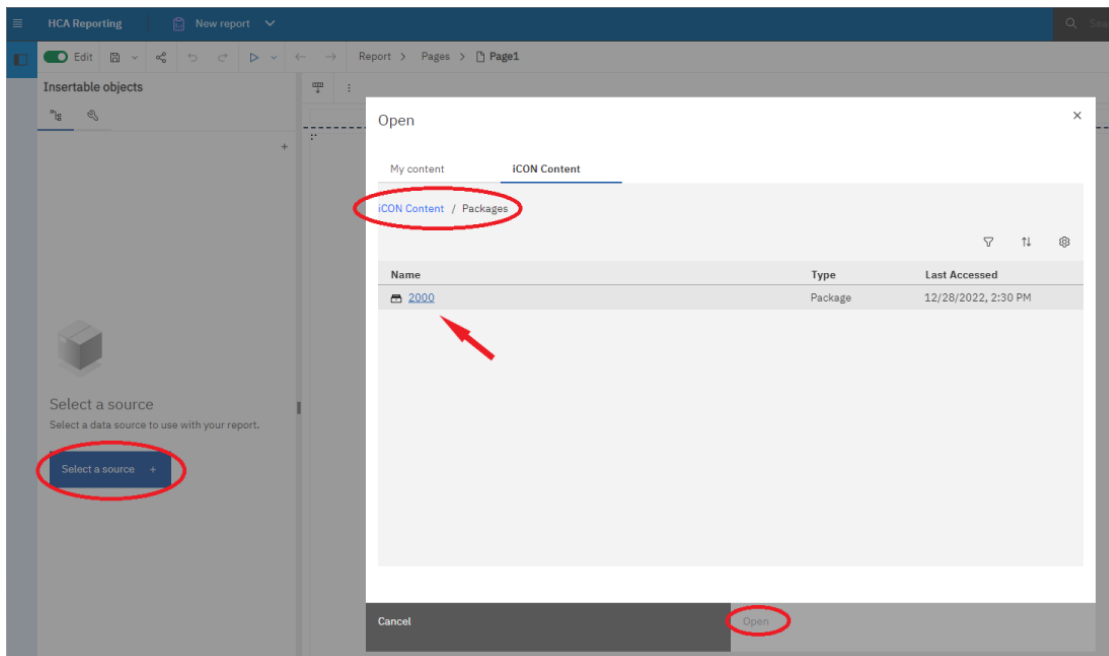 HCA Reporting
New report
Edit
Report > Pages > Page1
Insertable objects
Select a source
Select a data source to use with your report.
Select a source +
Open
My content
iCON Content
iCON Content / Packages
Name Type Last Accessed
2000 Package 12/28/2022, 2:30 PM
Cancel
Open